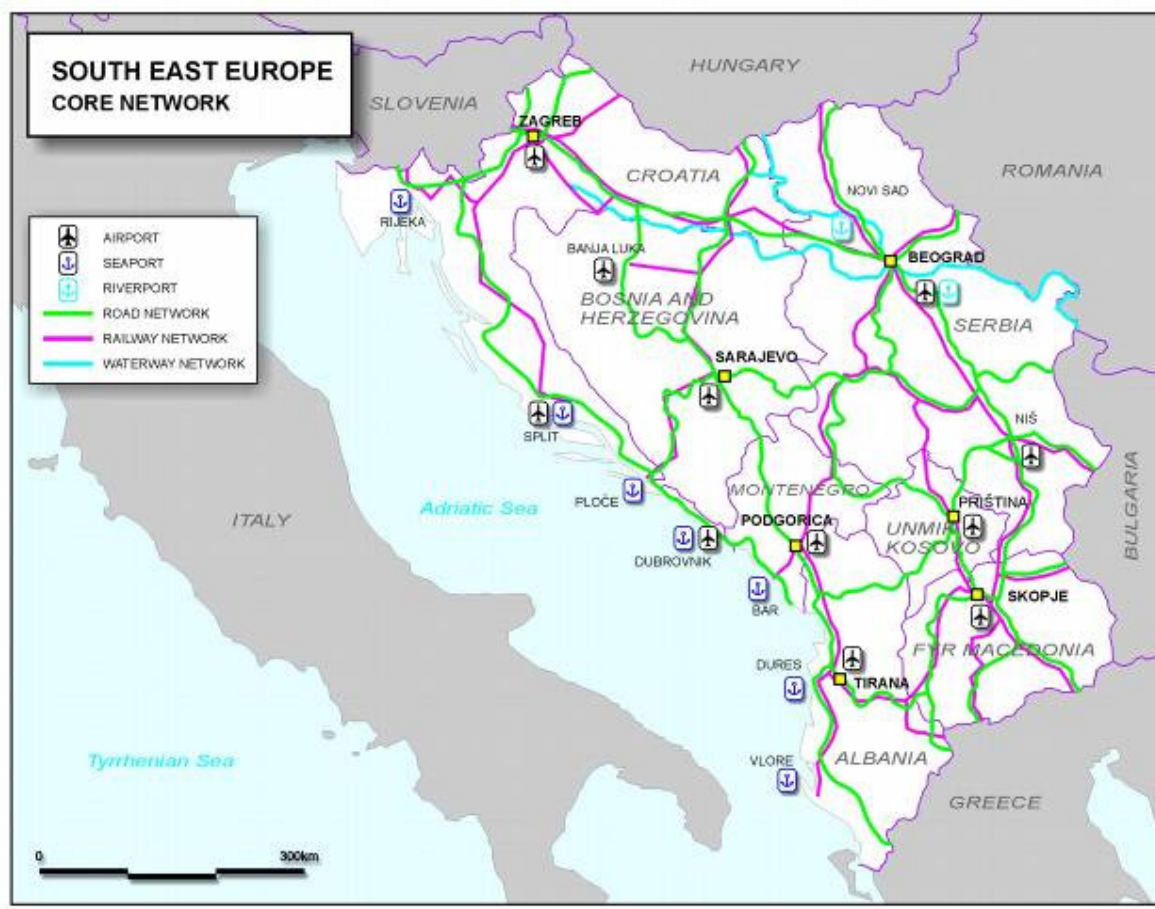 SOUTH EAST EUROPE
CORE NETWORK
HUNGARY
SLOVENIA
ZAGREB
CROATIA
ROMANIA
NOVI SAD
RIJEKA
AIRPORT
SEAPORT
RIVERPORT
ROAD NETWORK
RAILWAY NETWORK
WATERWAY NETWORK
BANJA LUKA
BEOGRAD
BOSNIA AND
HERZEGOVINA
SERBIA
SARAJEVO
SPLIT
NIŠ
BULGARIA
MONTENEGRO
PLOČE
PRIŠTINA
Adriatic Sea
ITALY
PODGORICA
UNMIK
KOSOVO
DUBROVNIK
BAR
SKOPJE
FYR MACEDONIA
DURES
TIRANA
ALBANIA
VLORE
Tyrrhenian Sea
GREECE
0 300km